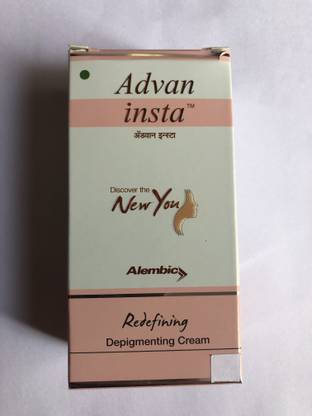 Advan
insta™
ॲडवान इन्स्टा
Discover the
New You
Alembic
Redefining
Depigmenting Cream